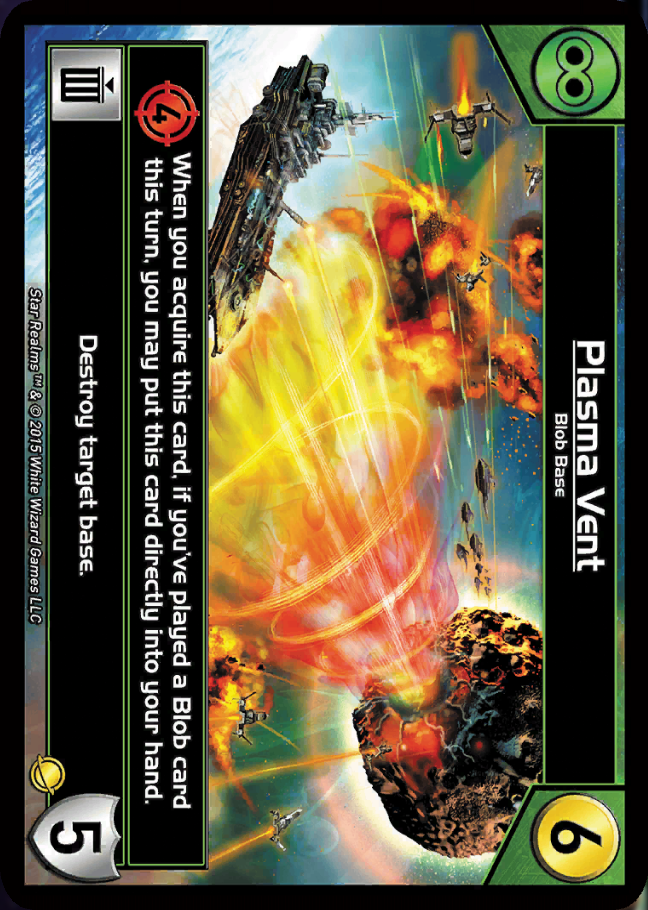 Plasma Vent
Blob Base
6
4
When you acquire this card, if you've played a Blob card
this turn, you may put this card directly into your hand.
Destroy target base.
5
Star Realms™ & © 2015 White Wizard Games LLC